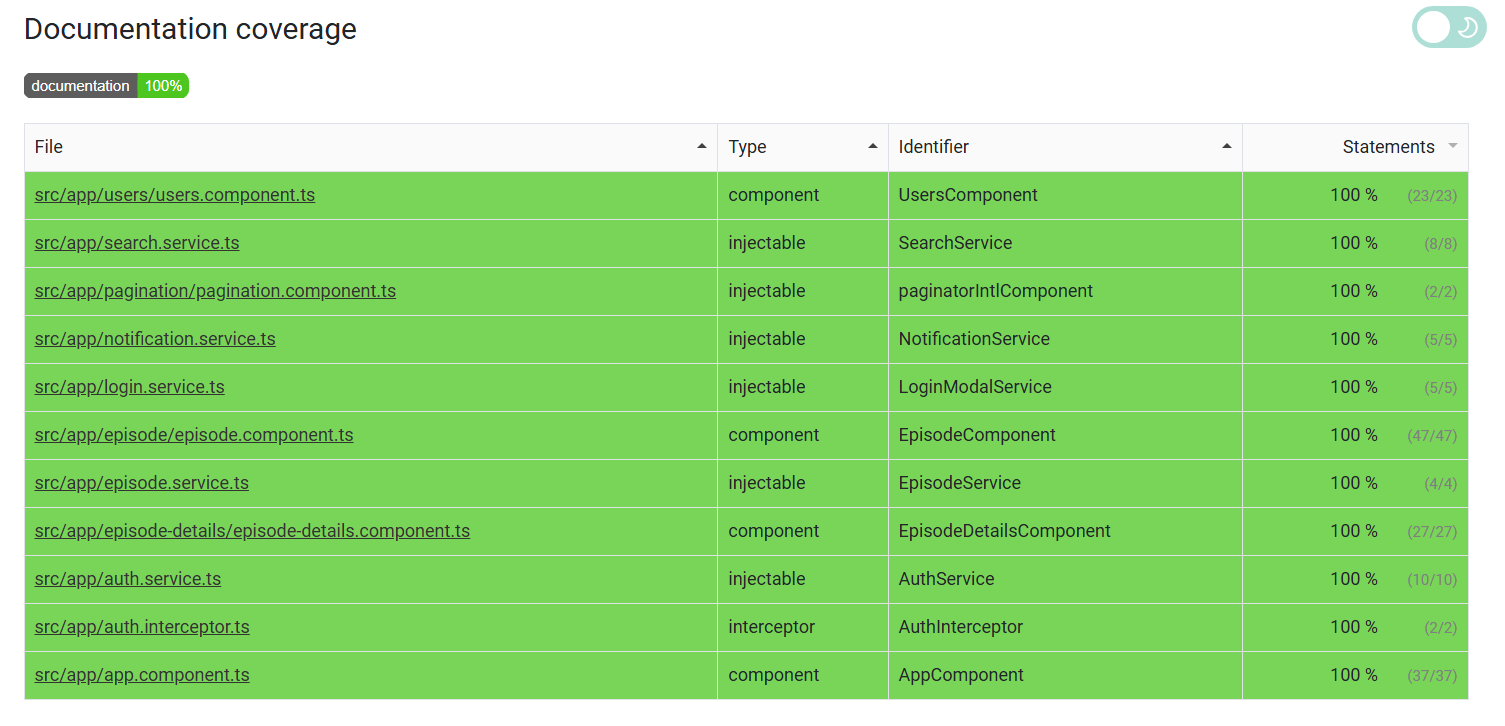 Documentation coverage
documentation 100%
File Type Identifier Statements
src/app/users/users.component.ts component UsersComponent 100 % (23/23)
src/app/search.service.ts injectable SearchService 100 % (8/8)
src/app/pagination/pagination.component.ts injectable paginatorIntlComponent 100 % (2/2)
src/app/notification.service.ts injectable NotificationService 100 % (5/5)
src/app/login.service.ts injectable LoginModalService 100 % (5/5)
src/app/episode/episode.component.ts component EpisodeComponent 100 % (47/47)
src/app/episode.service.ts injectable EpisodeService 100 % (4/4)
src/app/episode-details/episode-details.component.ts component EpisodeDetailsComponent 100 % (27/27)
src/app/auth.service.ts injectable AuthService 100 % (10/10)
src/app/auth.interceptor.ts interceptor AuthInterceptor 100 % (2/2)
src/app/app.component.ts component AppComponent 100 % (37/37)